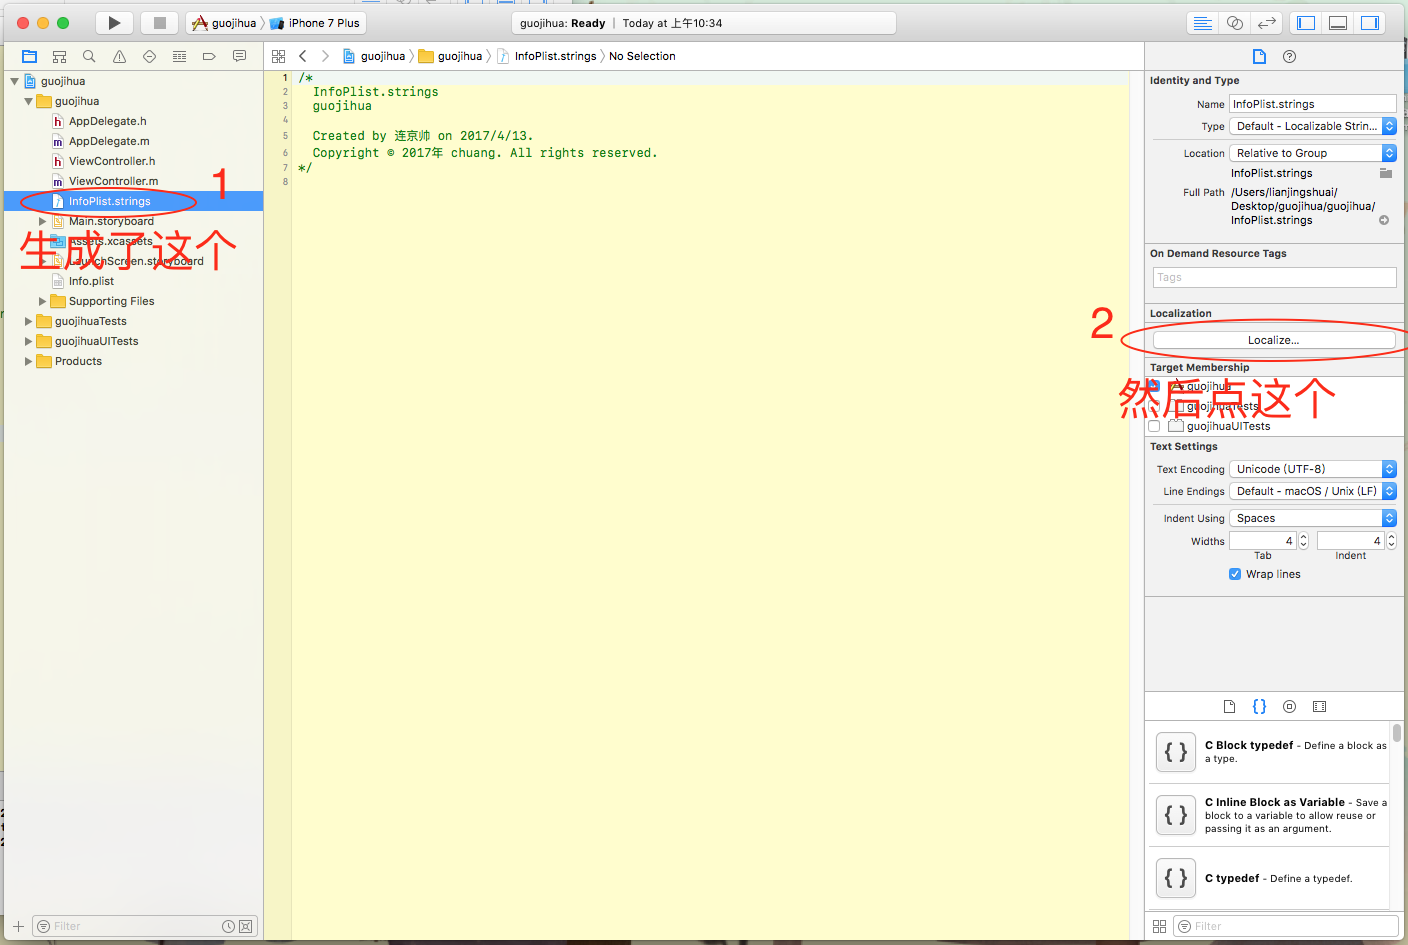 guojihua
iPhone 7 Plus
guojihua: Ready | Today at 上午10:34
guojihua
guojihua
InfoPlist.strings
No Selection
guojihua
guojihua
AppDelegate.h
AppDelegate.m
ViewController.h
ViewController.m
InfoPlist.strings
Main.storyboard
Assets.xcassets
LaunchScreen.storyboard
Info.plist
Supporting Files
guojihuaTests
guojihuaUITests
Products
Filter
1
生成了这个
1 /*
2 InfoPlist.strings
3 guojihua
4
5 Created by 连京帅 on 2017/4/13.
6 Copyright © 2017年 chuang. All rights reserved.
7 */
8
Identity and Type
Name InfoPlist.strings
Type Default - Localizable Strin...
Location Relative to Group
InfoPlist.strings
Full Path /Users/lianjingshuai/
Desktop/guojihua/guojihua/
InfoPlist.strings
On Demand Resource Tags
Tags
Localization
2
Localize...
Target Membership
guojihua
然后点这个
guojihuaTests
guojihuaUITests
Text Settings
Text Encoding Unicode (UTF-8)
Line Endings Default - macOS / Unix (LF)
Indent Using Spaces
Widths 4 4
Tab Indent
Wrap lines
{ } C Block typedef - Define a block as
a type.
{ } C Inline Block as Variable - Save a
block to a variable to allow reuse or
passing it as an argument.
{ } C typedef - Define a typedef.
Filter